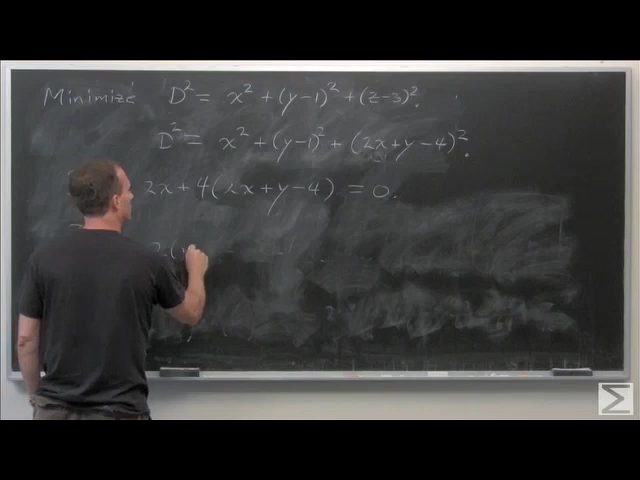 Minimize D² = x² + (y-1)² + (z-3)².
D² = x² + (y-1)² + (2x+y-4)².
2x + 4(2x+y-4) = 0.
2(y
Σ